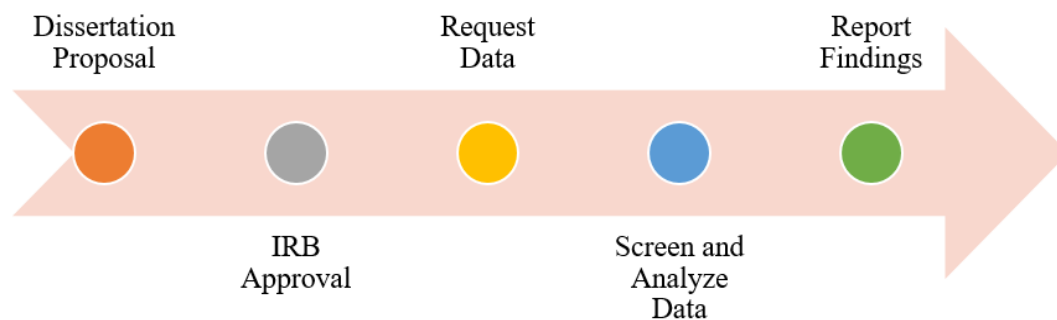 Dissertation
Proposal
IRB
Approval
Request
Data
Screen and
Analyze
Data
Report
Findings